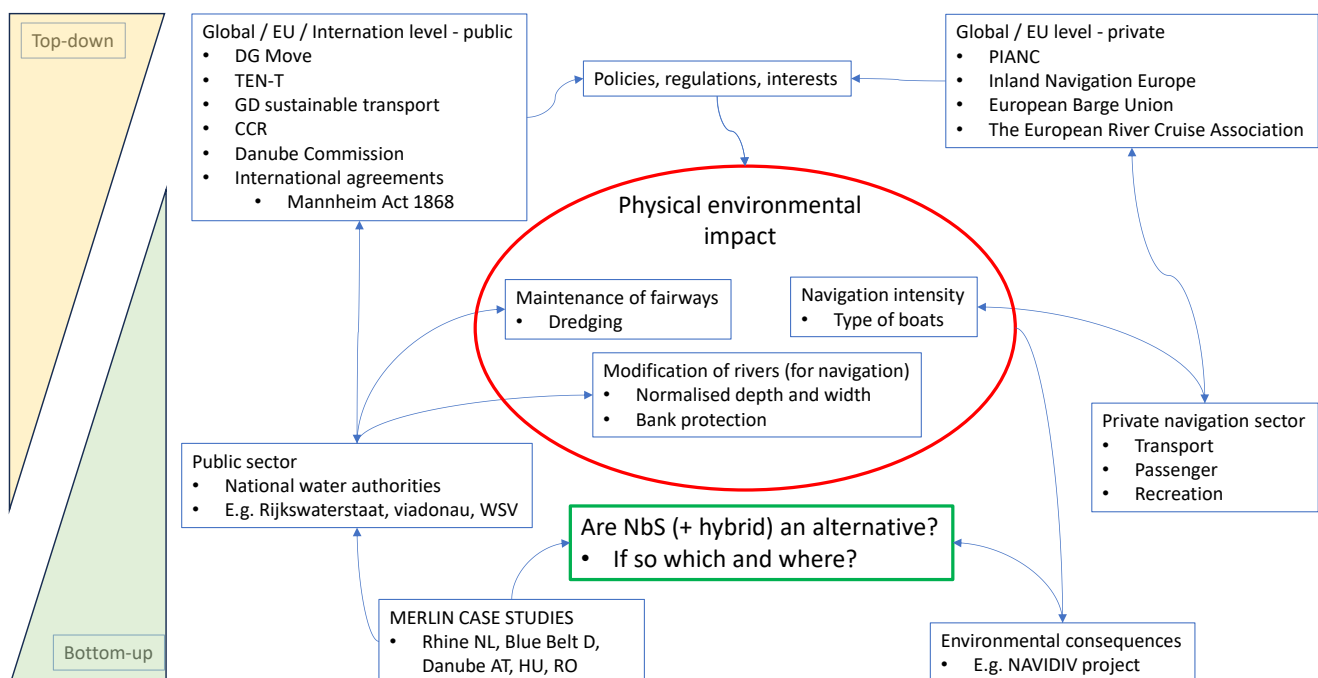 Top-down
Global / EU / Internation level - public
• DG Move
• TEN-T
• GD sustainable transport
• CCR
• Danube Commission
• International agreements
• Mannheim Act 1868
Policies, regulations, interests
Global / EU level - private
• PIANC
• Inland Navigation Europe
• European Barge Union
• The European River Cruise Association
Physical environmental
impact
Maintenance of fairways
• Dredging
Navigation intensity
• Type of boats
Modification of rivers (for navigation)
• Normalised depth and width
• Bank protection
Public sector
• National water authorities
• E.g. Rijkswaterstaat, viadonau, WSV
Private navigation sector
• Transport
• Passenger
• Recreation
Are NbS (+ hybrid) an alternative?
• If so which and where?
MERLIN CASE STUDIES
• Rhine NL, Blue Belt D,
Danube AT, HU, RO
Environmental consequences
• E.g. NAVIDIV project
Bottom-up